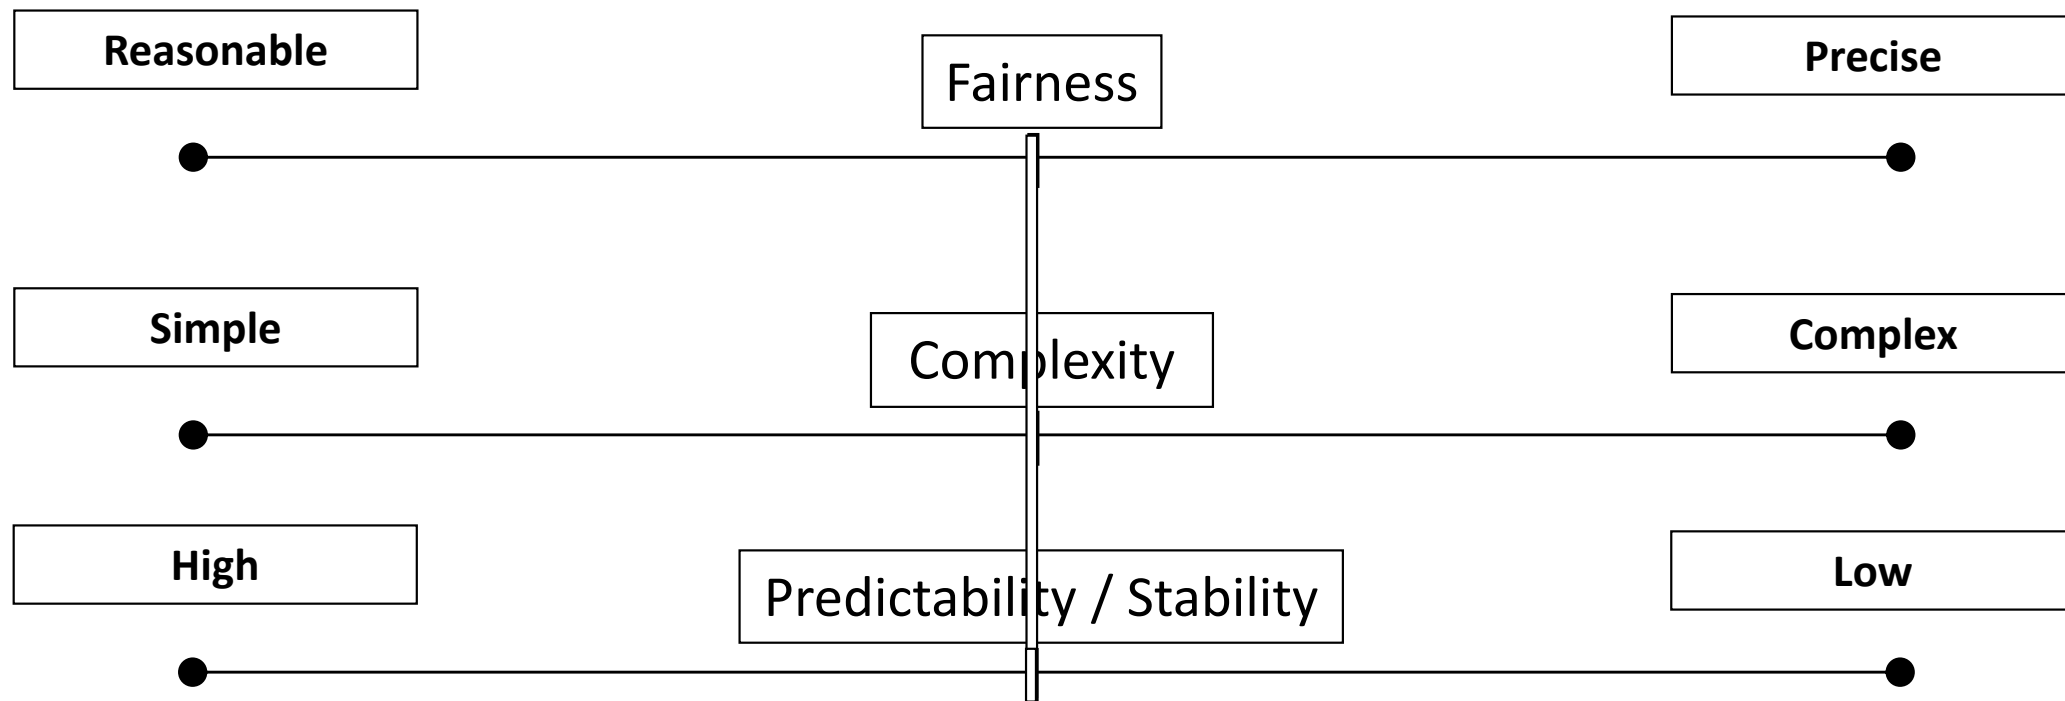 Reasonable
Fairness
Precise
Simple
Complexity
Complex
High
Predictability / Stability
Low